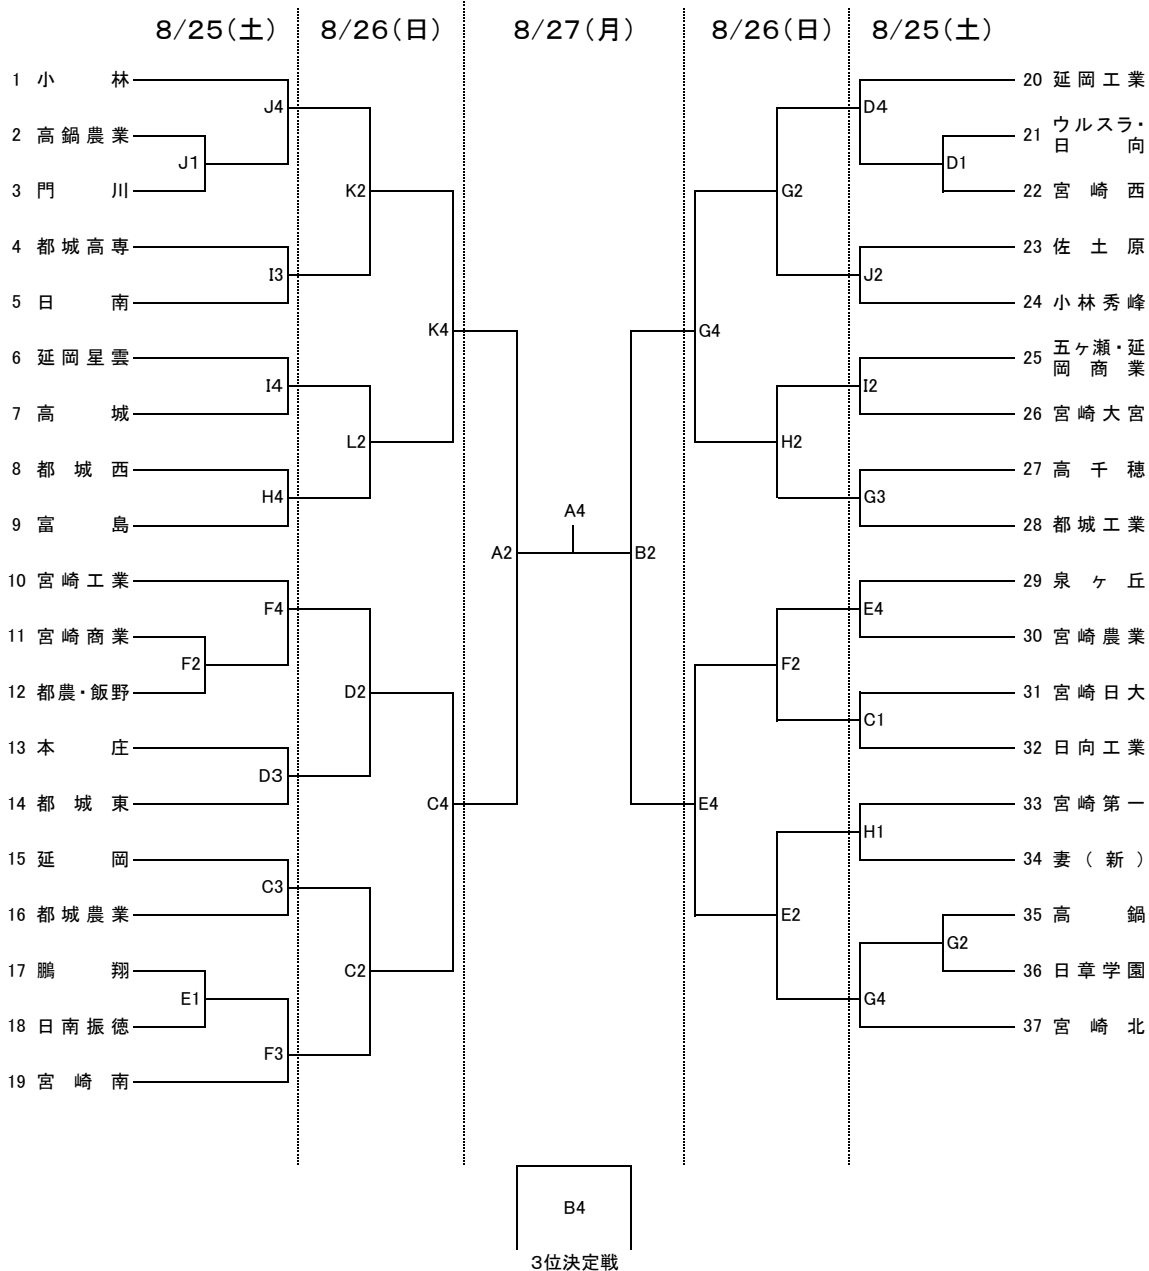 8/25(土) 8/26(日) 8/27(月) 8/26(日) 8/25(土)
1 小林
J4
2 高鍋農業
J1
3 門川
K2
4 都城高専
I3
5 日南
K4
6 延岡星雲
I4
7 高城
L2
8 都城西
H4
9 富島
A2
10 宮崎工業
F4
11 宮崎商業
F2
12 都農・飯野
D2
13 本庄
D3
14 都城東
C4
15 延岡
C3
16 都城農業
17 鵬翔
C2
E1
18 日南振徳
F3
19 宮崎南
A4
20 延岡工業
D4
21 ウルスラ・
日向
D1
22 宮崎西
G2
23 佐土原
J2
24 小林秀峰
G4
25 五ヶ瀬・延
岡商業
I2
26 宮崎大宮
H2
27 高千穂
G3
28 都城工業
B2
29 泉ヶ丘
E4
30 宮崎農業
F2
31 宮崎日大
C1
32 日向工業
E4
33 宮崎第一
H1
34 妻(新)
35 高鍋
E2
G2
36 日章学園
G4
37 宮崎北
B4
3位決定戦